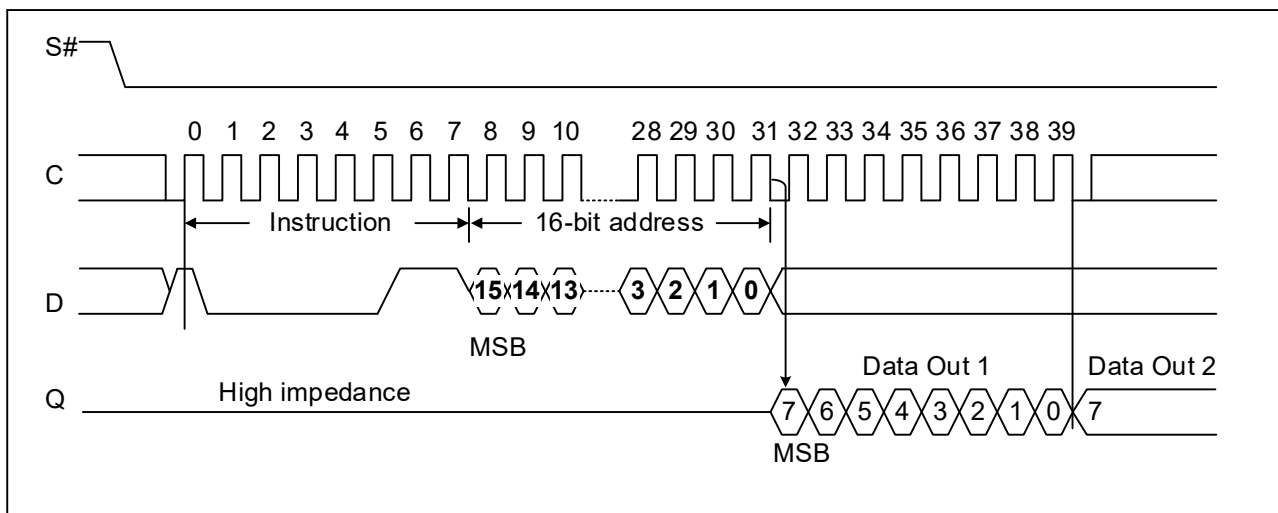 S#
0 1 2 3 4 5 6 7 8 9 10 28 29 30 31 32 33 34 35 36 37 38 39
C
Instruction 16-bit address
D 15 14 13 3 2 1 0
MSB
Data Out 1 Data Out 2
High impedance
Q 7 6 5 4 3 2 1 0 7
MSB